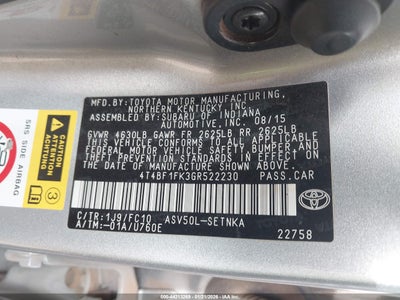 MFD. BY:TOYOTA MOTOR MANUFACTURING,
NORTHERN KENTUCKY, INC.
ASSEMBLED BY: SUBARU OF INDIANA
AUTOMOTIVE, INC. 08/15
GVWR 4630LB GAWR FR 2625LB RR 2625LB
THIS VEHICLE CONFORMS TO ALL APPLICABLE
FEDERAL MOTOR VEHICLE SAFETY, BUMPER,
AND THEFT PREVENTION STANDARDS IN EFFECT ON
THE DATE OF MANUFACTURE SHOWN ABOVE.
4T4BF1FK3GR522230 PASS.CAR
C/TR:1J9/FC10 ASV50L-SETNKA
A/TM:-01A/U760E
TOYOTA
22758
SRS SIDE AIRBAG